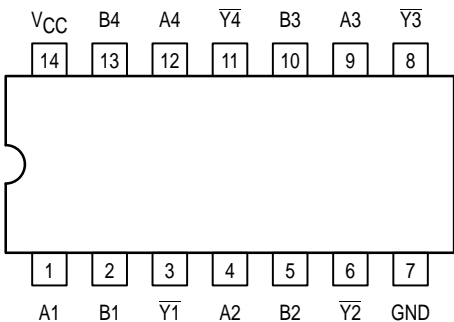 VCC B4 A4 Y4̅ B3 A3 Y3̅
14 13 12 11 10 9 8
1 2 3 4 5 6 7
A1 B1 Y1̅ A2 B2 Y2̅ GND